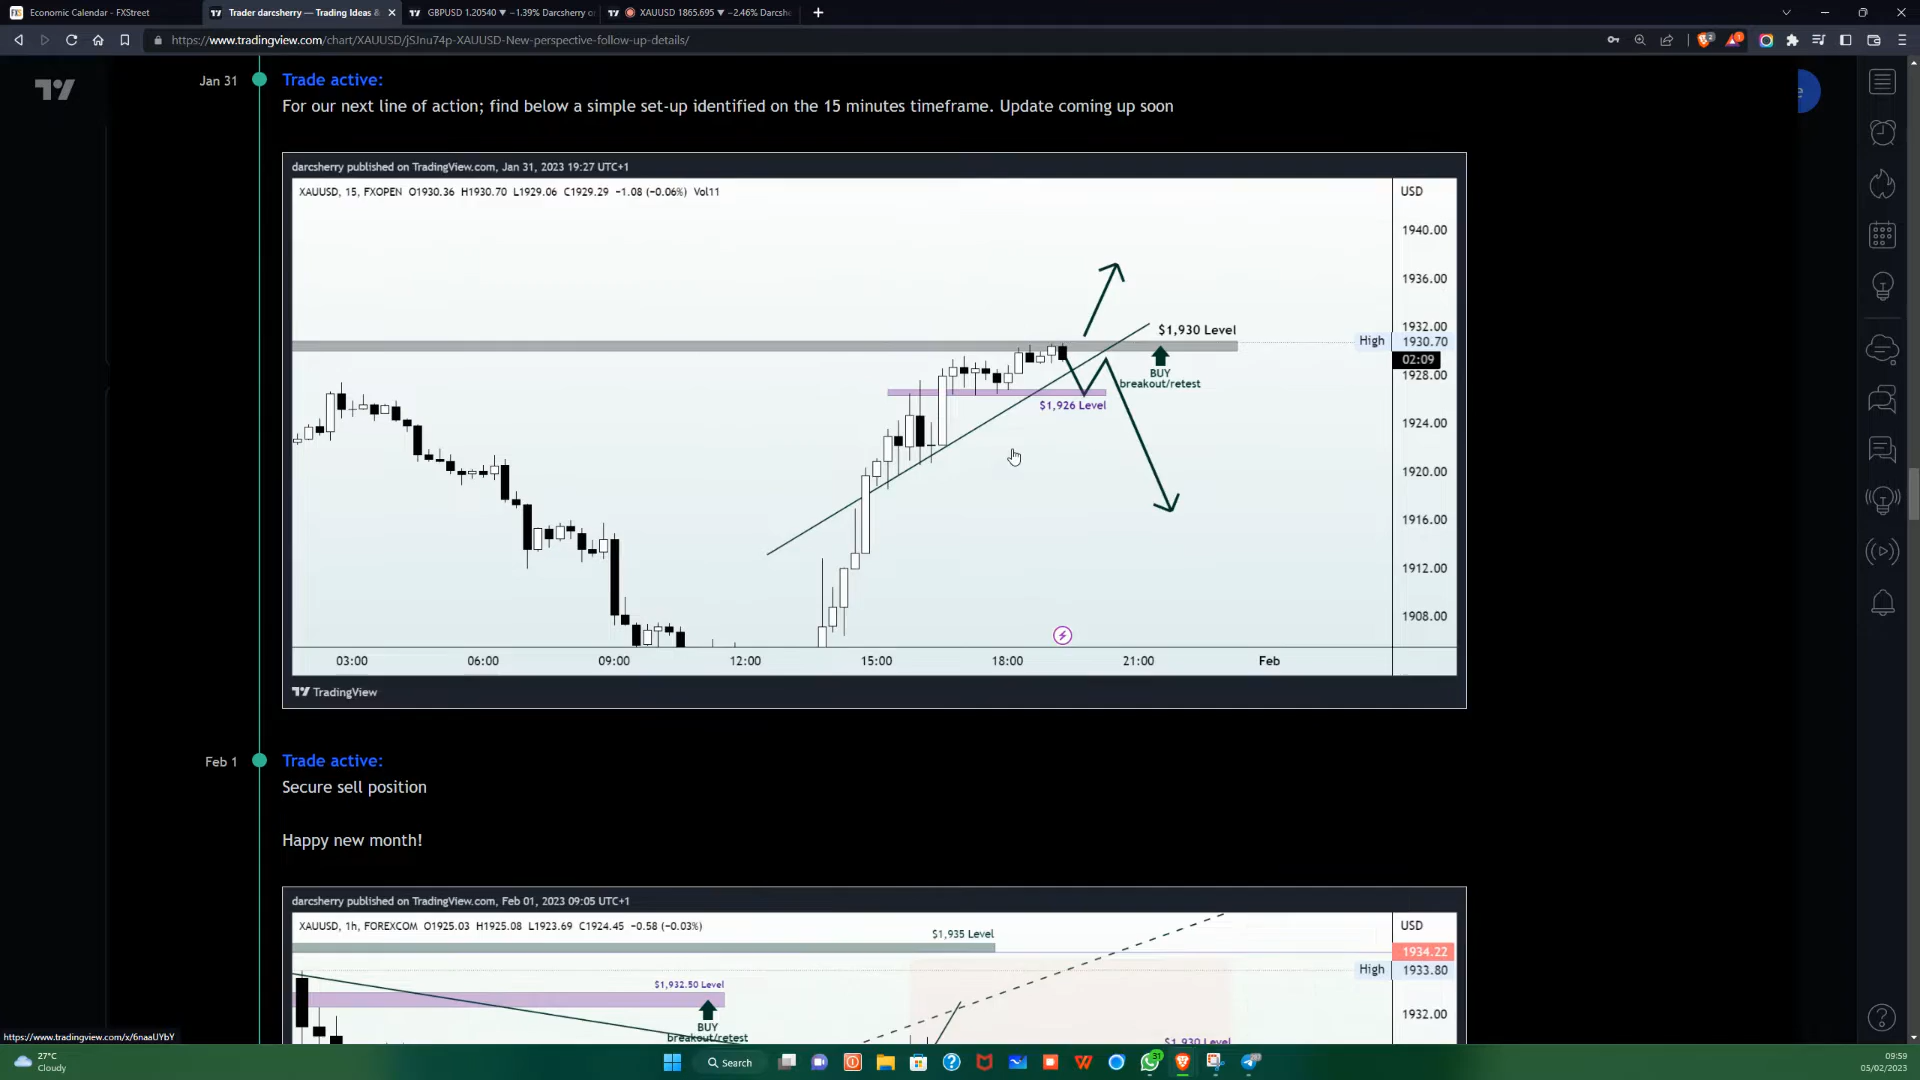 Economic Calendar - FXStreet
Trader darcsherry — Trading Ideas &
GBPUSD 1.20540 ▼ −1.39% Darcsherry o
XAUUSD 1865.695 ▼ −2.46% Darcsh
https://www.tradingview.com/chart/XAUUSD/jSJnu74p-XAUUSD-New-perspective-follow-up-details/
Jan 31
Trade active:
For our next line of action; find below a simple set-up identified on the 15 minutes timeframe. Update coming up soon
darcsherry published on TradingView.com, Jan 31, 2023 19:27 UTC+1
XAUUSD, 15, FXOPEN O1930.36 H1930.70 L1929.06 C1929.29 −1.08 (−0.06%) Vol11
USD
1940.00
1936.00
1932.00
$1,930 Level
High 1930.70
02:09
1928.00
BUY
breakout/retest
$1,926 Level
1924.00
1920.00
1916.00
1912.00
1908.00
03:00 06:00 09:00 12:00 15:00 18:00 21:00 Feb
TradingView
Feb 1
Trade active:
Secure sell position
Happy new month!
darcsherry published on TradingView.com, Feb 01, 2023 09:05 UTC+1
XAUUSD, 1h, FOREXCOM O1925.03 H1925.08 L1923.69 C1924.45 −0.58 (−0.03%)
USD
$1,935 Level
1934.22
High 1933.80
$1,932.50 Level
1932.00
BUY
breakout/retest
$1,930 Level
https://www.tradingview.com/x/6naaUYbY
27°C
Cloudy
Search
31
09:59
05/02/2023